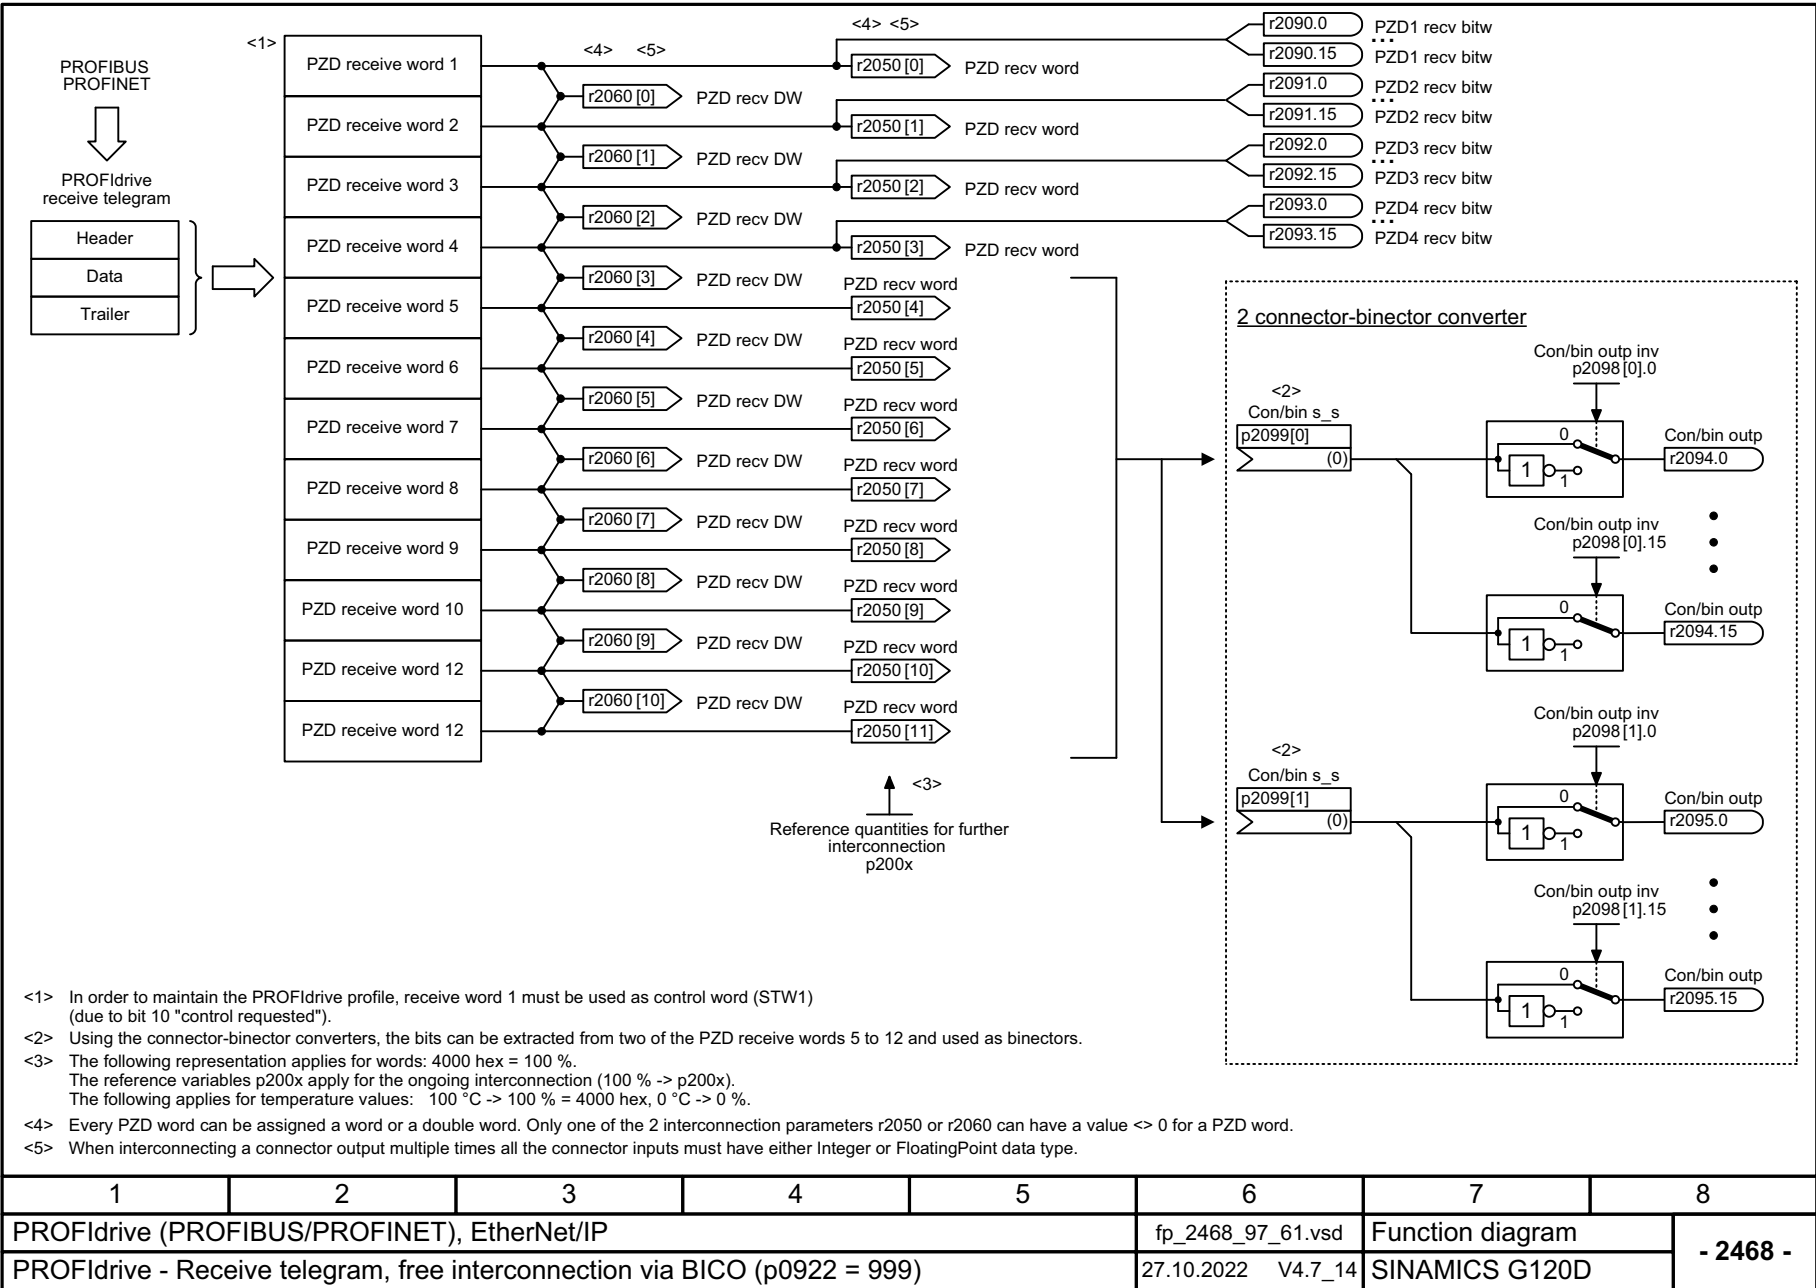 PROFIBUS
PROFINET
PROFIdrive
receive telegram
Header
Data
Trailer
<1>
PZD receive word 1
PZD receive word 2
PZD receive word 3
PZD receive word 4
PZD receive word 5
PZD receive word 6
PZD receive word 7
PZD receive word 8
PZD receive word 9
PZD receive word 10
PZD receive word 12
PZD receive word 12
<4> <5>
r2060 [0] PZD recv DW
r2060 [1] PZD recv DW
r2060 [2] PZD recv DW
r2060 [3] PZD recv DW
r2060 [4] PZD recv DW
r2060 [5] PZD recv DW
r2060 [6] PZD recv DW
r2060 [7] PZD recv DW
r2060 [8] PZD recv DW
r2060 [9] PZD recv DW
r2060 [10] PZD recv DW
<4> <5>
r2050 [0] PZD recv word
r2050 [1] PZD recv word
r2050 [2] PZD recv word
r2050 [3] PZD recv word
PZD recv word
r2050 [4]
PZD recv word
r2050 [5]
PZD recv word
r2050 [6]
PZD recv word
r2050 [7]
PZD recv word
r2050 [8]
PZD recv word
r2050 [9]
PZD recv word
r2050 [10]
PZD recv word
r2050 [11]
<3>
Reference quantities for further
interconnection
p200x
r2090.0 PZD1 recv bitw
...
r2090.15 PZD1 recv bitw
r2091.0 PZD2 recv bitw
...
r2091.15 PZD2 recv bitw
r2092.0 PZD3 recv bitw
...
r2092.15 PZD3 recv bitw
r2093.0 PZD4 recv bitw
...
r2093.15 PZD4 recv bitw
2 connector-binector converter
<2>
Con/bin s_s
p2099[0]
(0)
Con/bin outp inv
p2098 [0].0
0
1
1
Con/bin outp
r2094.0
Con/bin outp inv
p2098 [0].15
0
1
1
Con/bin outp
r2094.15
<2>
Con/bin s_s
p2099[1]
(0)
Con/bin outp inv
p2098 [1].0
0
1
1
Con/bin outp
r2095.0
Con/bin outp inv
p2098 [1].15
0
1
1
Con/bin outp
r2095.15
<1> In order to maintain the PROFIdrive profile, receive word 1 must be used as control word (STW1)
(due to bit 10 "control requested").
<2> Using the connector-binector converters, the bits can be extracted from two of the PZD receive words 5 to 12 and used as binectors.
<3> The following representation applies for words: 4000 hex = 100 %.
The reference variables p200x apply for the ongoing interconnection (100 % -> p200x).
The following applies for temperature values: 100 °C -> 100 % = 4000 hex, 0 °C -> 0 %.
<4> Every PZD word can be assigned a word or a double word. Only one of the 2 interconnection parameters r2050 or r2060 can have a value <> 0 for a PZD word.
<5> When interconnecting a connector output multiple times all the connector inputs must have either Integer or FloatingPoint data type.
1 2 3 4 5 6 7 8
PROFIdrive (PROFIBUS/PROFINET), EtherNet/IP fp_2468_97_61.vsd Function diagram
- 2468 -
PROFIdrive - Receive telegram, free interconnection via BICO (p0922 = 999) 27.10.2022 V4.7_14 SINAMICS G120D